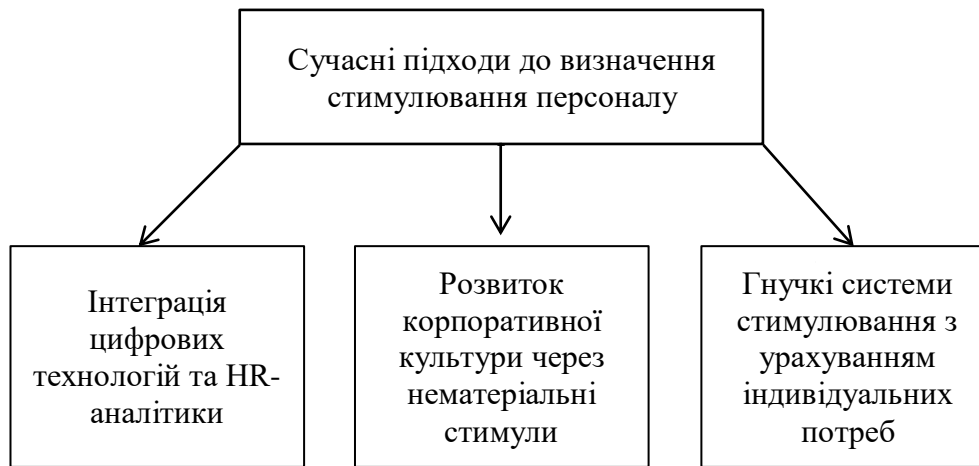 Сучасні підходи до визначення
стимулювання персоналу
Інтеграція
цифрових
технологій та HR-
аналітики
Розвиток
корпоративної
культури через
нематеріальні
стимули
Гнучкі системи
стимулювання з
урахуванням
індивідуальних
потреб